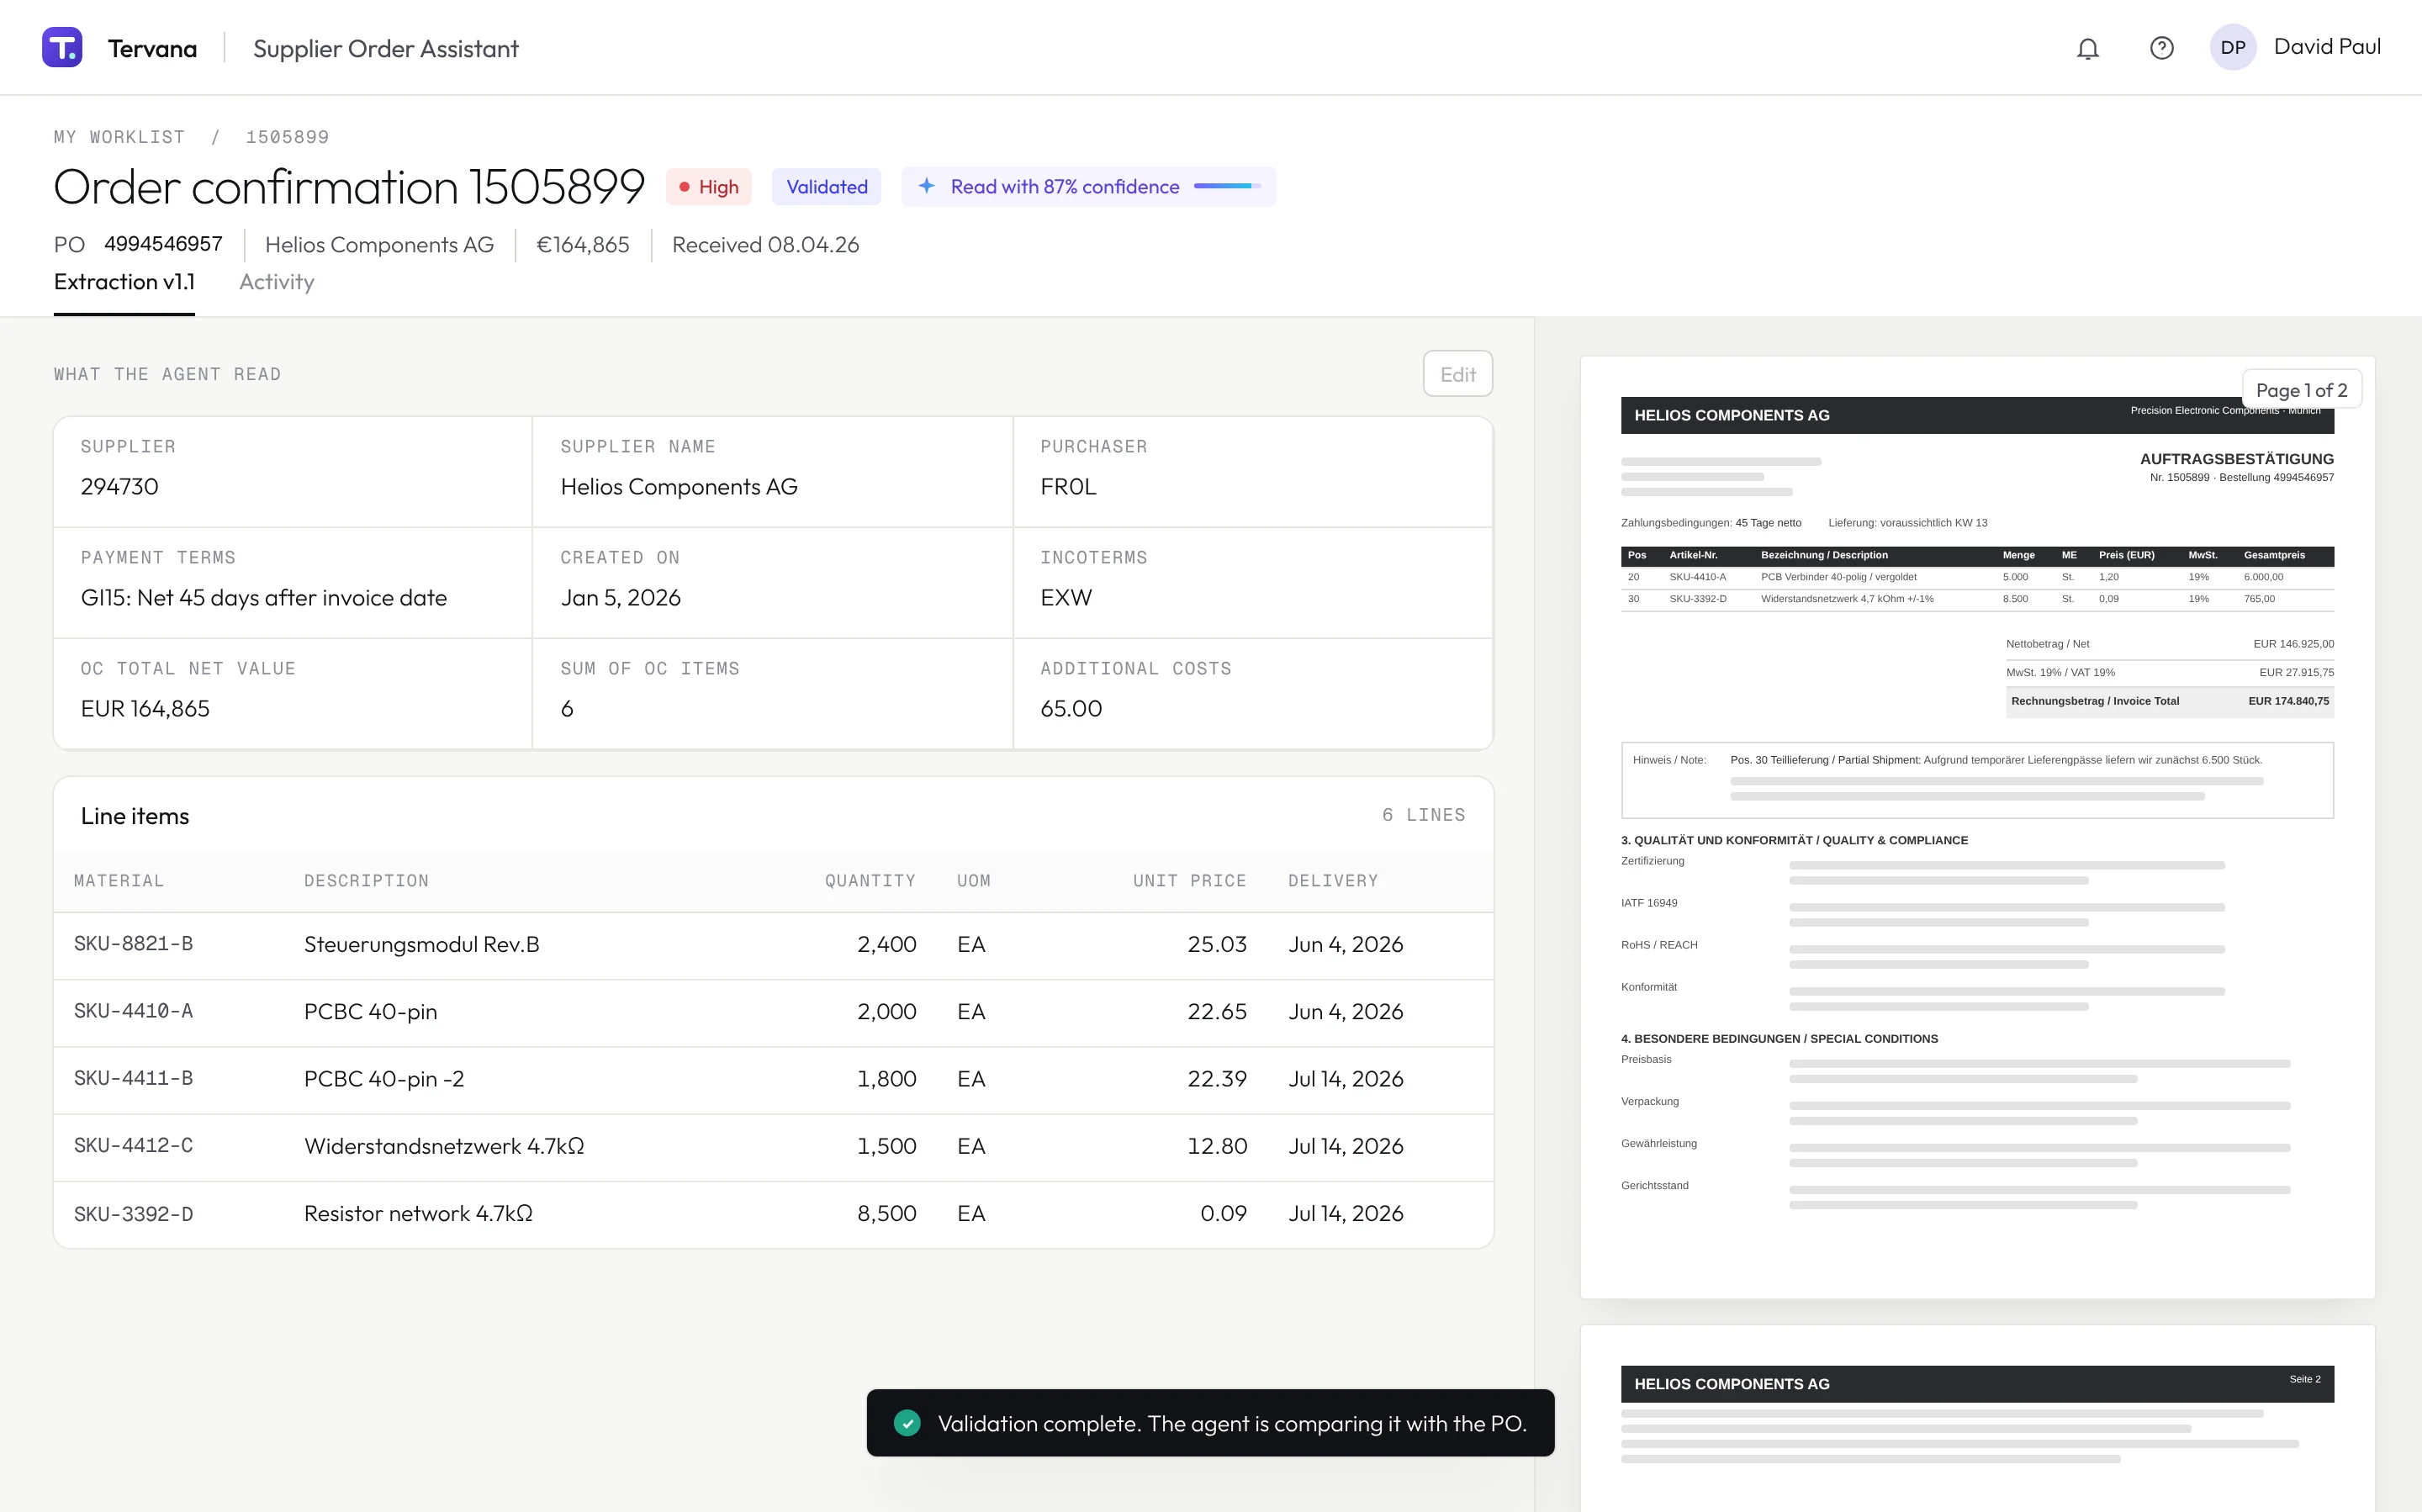 T. Tervana Supplier Order Assistant DP David Paul
MY WORKLIST / 1505899
Order confirmation 1505899 High Validated Read with 87% confidence
PO 4994546957 Helios Components AG €164,865 Received 08.04.26
Extraction v1.1 Activity
WHAT THE AGENT READ Edit
SUPPLIER SUPPLIER NAME PURCHASER
294730 Helios Components AG FR0L
PAYMENT TERMS CREATED ON INCOTERMS
GI15: Net 45 days after invoice date Jan 5, 2026 EXW
OC TOTAL NET VALUE SUM OF OC ITEMS ADDITIONAL COSTS
EUR 164,865 6 65.00
Line items 6 LINES
MATERIAL DESCRIPTION QUANTITY UOM UNIT PRICE DELIVERY
SKU-8821-B Steuerungsmodul Rev.B 2,400 EA 25.03 Jun 4, 2026
SKU-4410-A PCBC 40-pin 2,000 EA 22.65 Jun 4, 2026
SKU-4411-B PCBC 40-pin -2 1,800 EA 22.39 Jul 14, 2026
SKU-4412-C Widerstandsnetzwerk 4.7kΩ 1,500 EA 12.80 Jul 14, 2026
SKU-3392-D Resistor network 4.7kΩ 8,500 EA 0.09 Jul 14, 2026
Page 1 of 2
HELIOS COMPONENTS AG Precision Electronic Components · Munich
AUFTRAGSBESTÄTIGUNG
Nr. 1505899 · Bestellung 4994546957
Zahlungsbedingungen: 45 Tage netto Lieferung: voraussichtlich KW 13
Pos Artikel-Nr. Bezeichnung / Description Menge ME Preis (EUR) MwSt. Gesamtpreis
20 SKU-4410-A PCB Verbinder 40-polig / vergoldet 5.000 St. 1,20 19% 6.000,00
30 SKU-3392-D Widerstandsnetzwerk 4,7 kOhm +/-1% 8.500 St. 0,09 19% 765,00
Nettobetrag / Net EUR 146.925,00
MwSt. 19% / VAT 19% EUR 27.915,75
Rechnungsbetrag / Invoice Total EUR 174.840,75
Hinweis / Note: Pos. 30 Teillieferung / Partial Shipment: Aufgrund temporärer Lieferengpässe liefern wir zunächst 6.500 Stück.
3. QUALITÄT UND KONFORMITÄT / QUALITY & COMPLIANCE
Zertifizierung
IATF 16949
RoHS / REACH
Konformität
4. BESONDERE BEDINGUNGEN / SPECIAL CONDITIONS
Preisbasis
Verpackung
Gewährleistung
Gerichtsstand
HELIOS COMPONENTS AG Seite 2
Validation complete. The agent is comparing it with the PO.